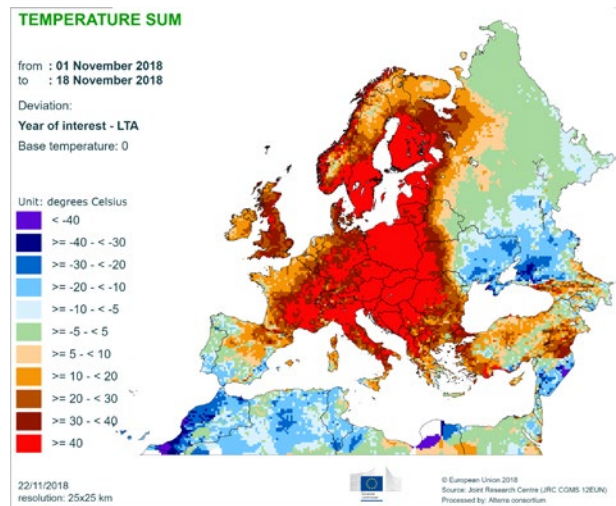 TEMPERATURE SUM
from : 01 November 2018
to : 18 November 2018
Deviation:
Year of interest - LTA
Base temperature: 0
Unit: degrees Celsius
< -40
>= -40 - < -30
>= -30 - < -20
>= -20 - < -10
>= -10 - < -5
>= -5 - < 5
>= 5 - < 10
>= 10 - < 20
>= 20 - < 30
>= 30 - < 40
>= 40
22/11/2018
resolution: 25x25 km
© European Union 2018
Source: Joint Research Centre (JRC CGMS 12EUN)
Processed by: Alterra consortium